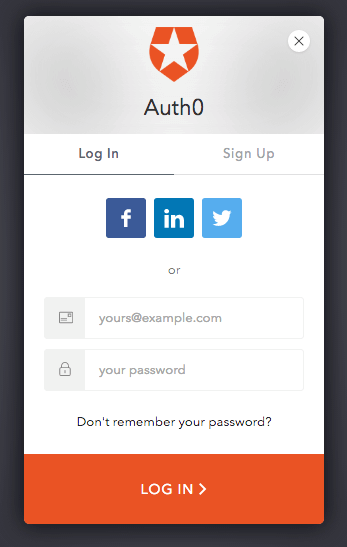 Auth0
Log In Sign Up
f in
or
yours@example.com
your password
Don't remember your password?
LOG IN